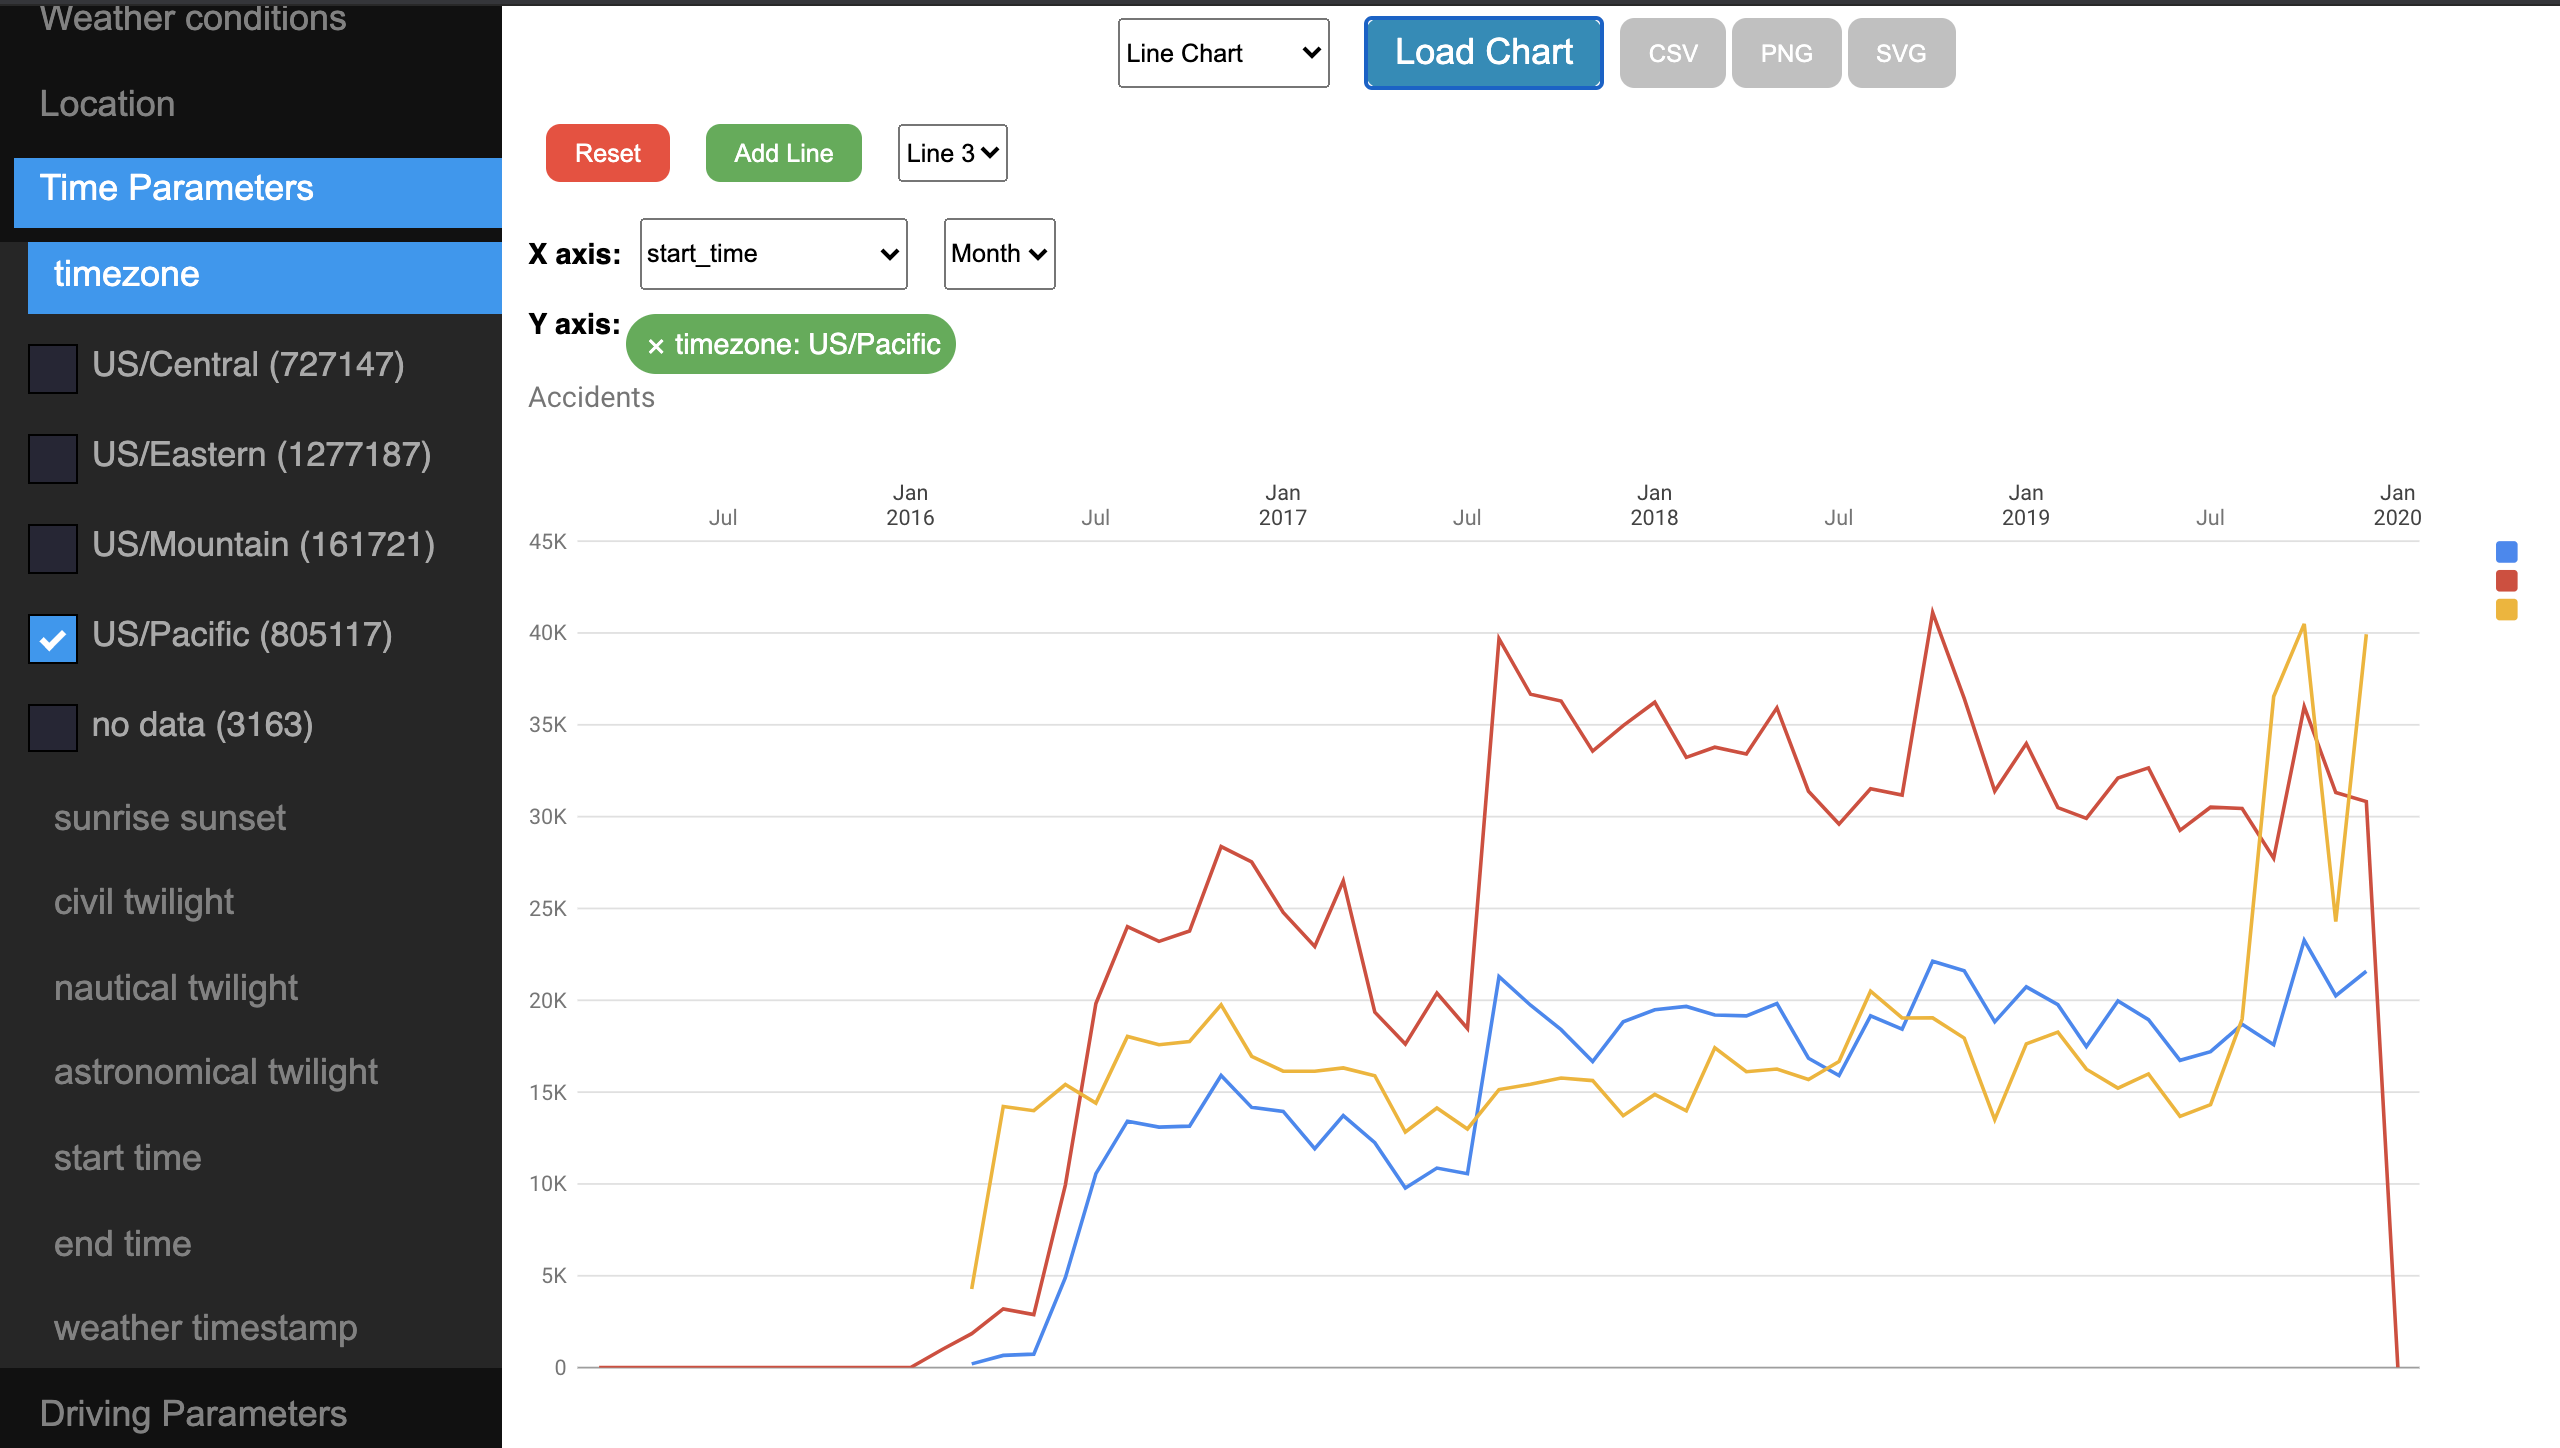 Weather conditions
Location
Time Parameters
timezone
US/Central (727147)
US/Eastern (1277187)
US/Mountain (161721)
US/Pacific (805117)
no data (3163)
sunrise sunset
civil twilight
nautical twilight
astronomical twilight
start time
end time
weather timestamp
Driving Parameters
Line Chart Load Chart CSV PNG SVG
Reset Add Line Line 3
X axis: start_time Month
Y axis: × timezone: US/Pacific
Accidents
Jan Jan Jan Jan Jan
Jul 2016 Jul 2017 Jul 2018 Jul 2019 Jul 2020
45K
40K
35K
30K
25K
20K
15K
10K
5K
0